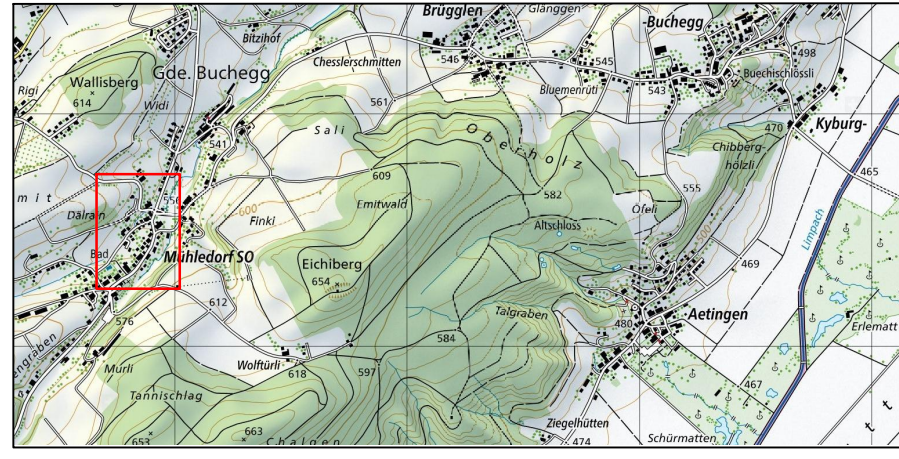 Brügglen
Glänggen
-Buchegg
Bitzihof
Gde. Buchegg
Chesslerschmitten
546
545
498
Wallisberg
614
Rigi
Widi
Bluemenrüti
543
Buechischlössli
561
541
Sali
Oberholz
470
Kyburg-
Chibberg-
hölzli
465
609
582
555
mit
556
Dälrain
600
Finki
Emitwald
Öfeli
Altschloss
500
Limpach
Bad
Mühledorf SO
Eichiberg
654
469
612
Talgraben
480
Aetingen
576
584
Erlematt
Murli
Wolftürli
618
597
467
Tannischlag
653
663
Chalgen
Ziegelhütten
474
Schürmatten